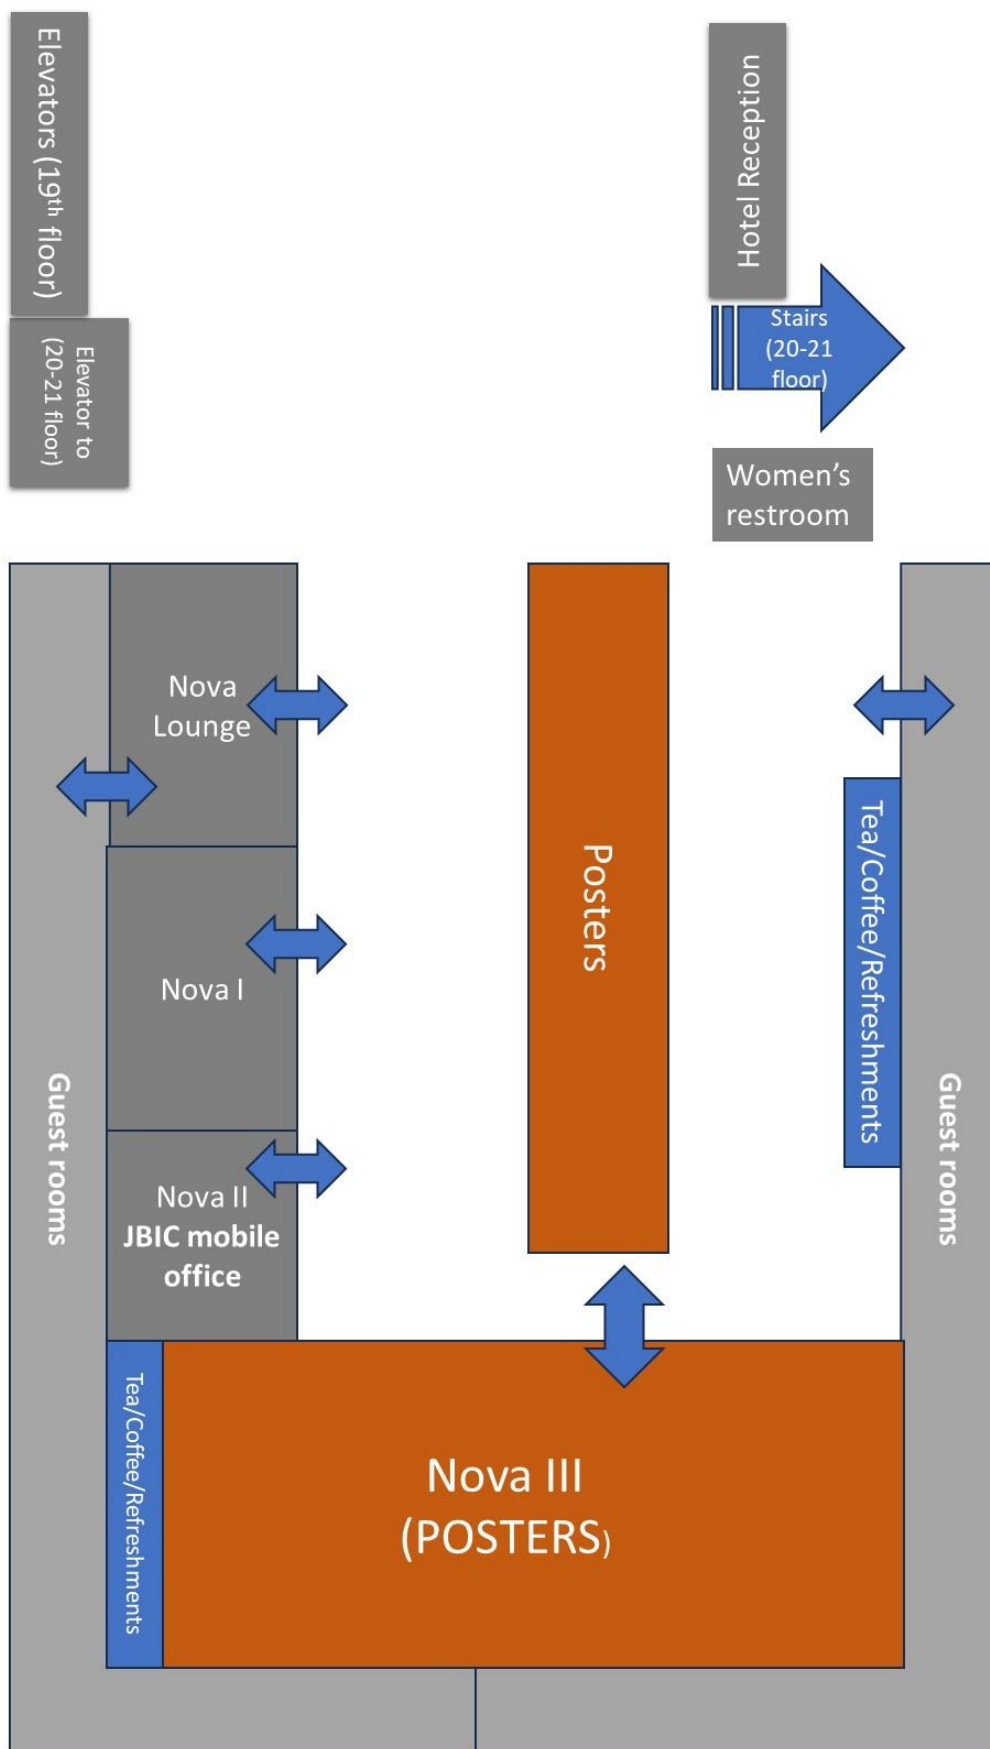 Elevators (19th floor)
Elevator to
(20-21 floor)
Hotel Reception
Stairs
(20-21
floor)
Women’s
restroom
Nova
Lounge
Nova I
Nova II
JBIC mobile
office
Guest rooms
Posters
Tea/Coffee/Refreshments
Guest rooms
Tea/Coffee/Refreshments
Nova III
(POSTERS)